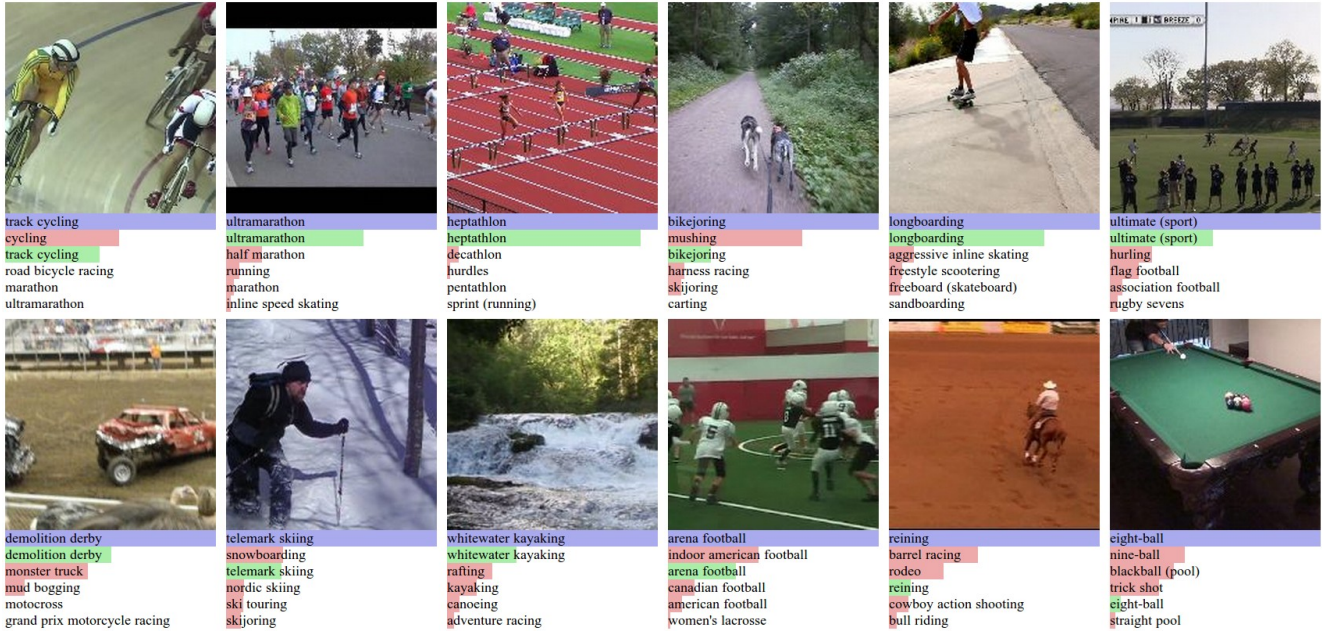 PIRE 1 BREEZE 0
track cycling
cycling
track cycling
road bicycle racing
marathon
ultramarathon
ultramarathon
ultramarathon
half marathon
running
marathon
inline speed skating
heptathlon
heptathlon
decathlon
hurdles
pentathlon
sprint (running)
bikejoring
mushing
bikejoring
harness racing
skijoring
carting
longboarding
longboarding
aggressive inline skating
freestyle scootering
freeboard (skateboard)
sandboarding
ultimate (sport)
ultimate (sport)
hurling
flag football
association football
rugby sevens
demolition derby
demolition derby
monster truck
mud bogging
motocross
grand prix motorcycle racing
telemark skiing
snowboarding
telemark skiing
nordic skiing
ski touring
skijoring
whitewater kayaking
whitewater kayaking
rafting
kayaking
canoeing
adventure racing
arena football
indoor american football
arena football
canadian football
american football
women's lacrosse
reining
barrel racing
rodeo
reining
cowboy action shooting
bull riding
eight-ball
nine-ball
blackball (pool)
trick shot
eight-ball
straight pool